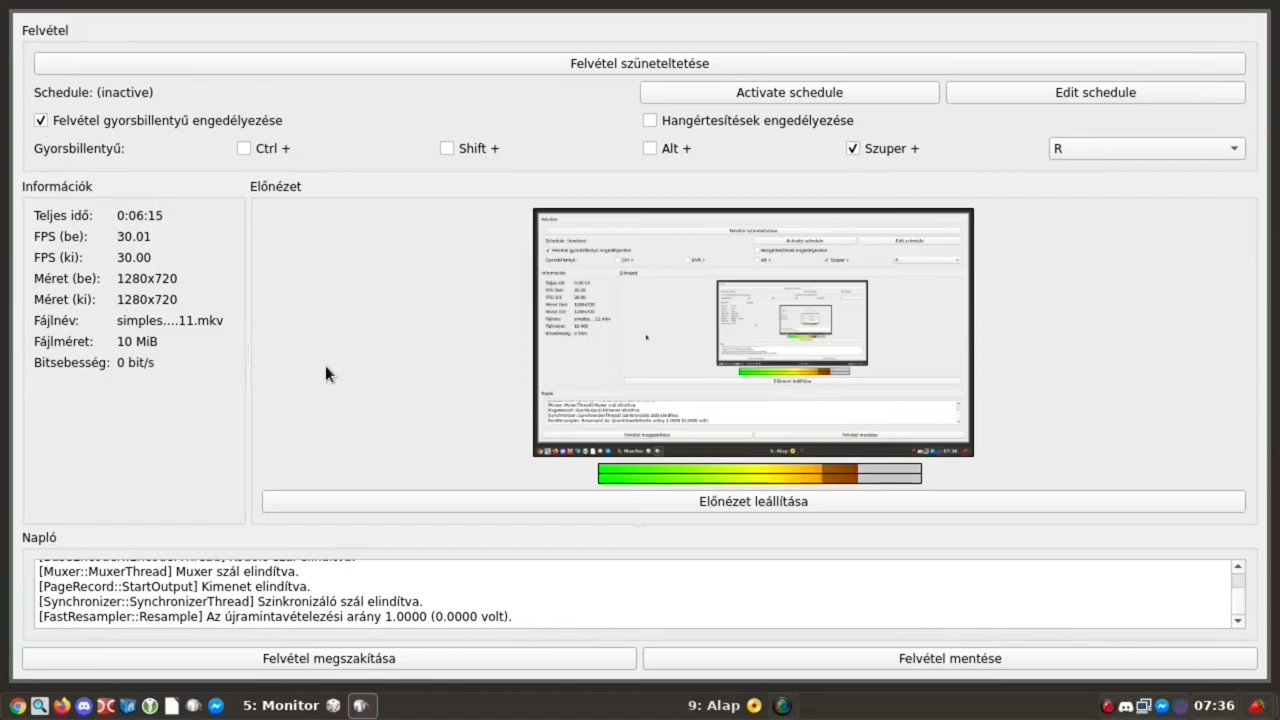 Felvétel
Felvétel szüneteltetése
Schedule: (inactive)
Activate schedule
Edit schedule
Felvétel gyorsbillentyű engedélyezése
Hangértesítések engedélyezése
Gyorsbillentyű:
Ctrl +
Shift +
Alt +
Szuper +
R
Információk
Előnézet
Teljes idő: 0:06:15
FPS (be): 30.01
FPS (ki): 30.00
Méret (be): 1280x720
Méret (ki): 1280x720
Fájlnév: simples....11.mkv
Fájlméret: 10 MiB
Bitsebesség: 0 bit/s
Előnézet leállítása
Napló
[Muxer::MuxerThread] Muxer szál elindítva.
[PageRecord::StartOutput] Kimenet elindítva.
[Synchronizer::SynchronizerThread] Szinkronizáló szál elindítva.
[FastResampler::Resample] Az újramintavételezési arány 1.0000 (0.0000 volt).
Felvétel megszakítása
Felvétel mentése
5: Monitor
9: Alap
07:36